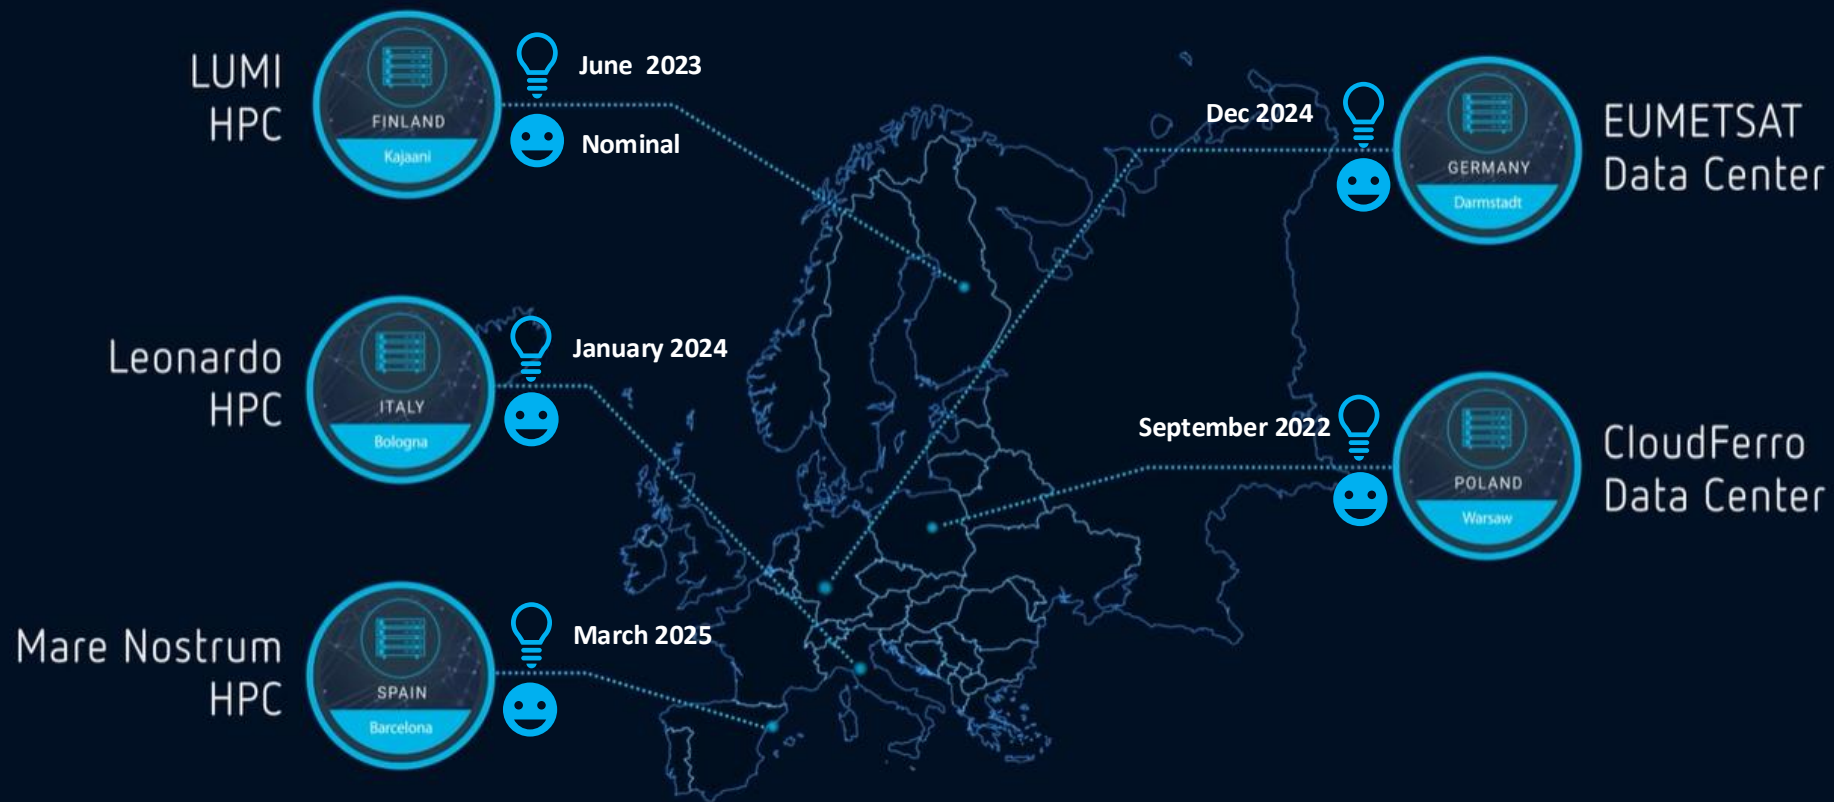 LUMI
HPC
FINLAND
Kajaani
June 2023
Nominal
Leonardo
HPC
ITALY
Bologna
January 2024
Mare Nostrum
HPC
SPAIN
Barcelona
March 2025
Dec 2024
GERMANY
Darmstadt
EUMETSAT
Data Center
September 2022
POLAND
Warsaw
CloudFerro
Data Center